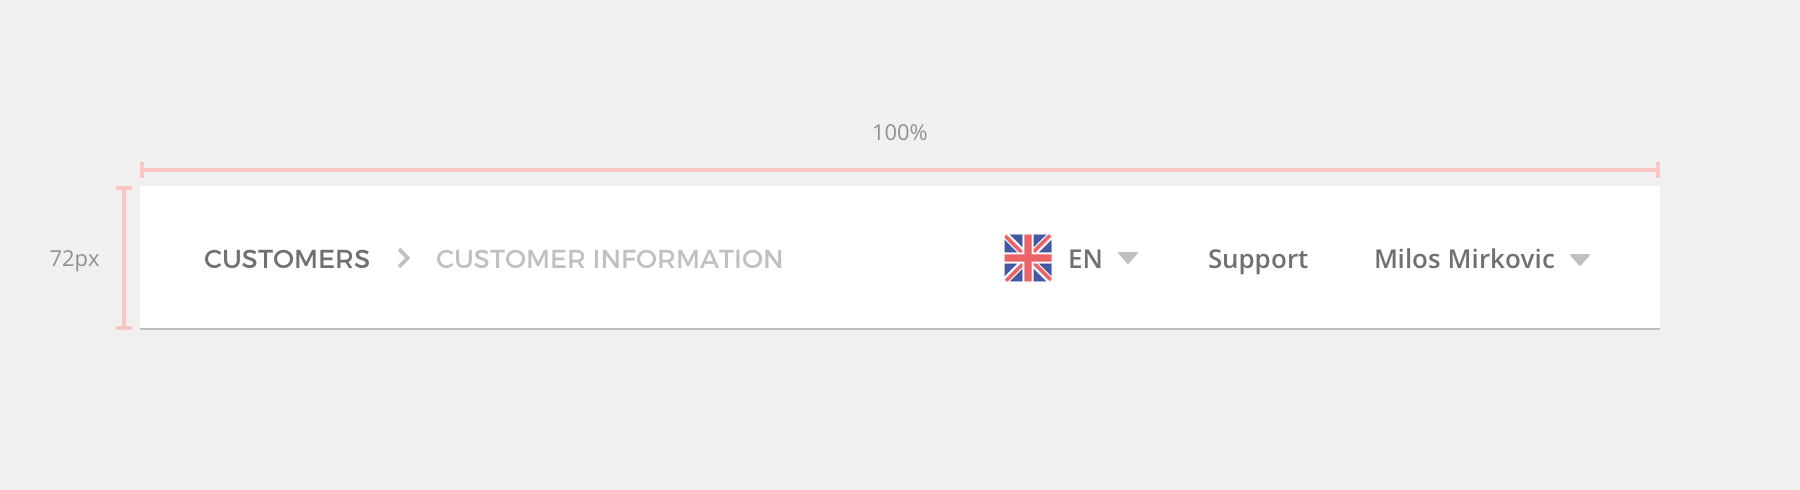 100%
72px
CUSTOMERS CUSTOMER INFORMATION EN Support Milos Mirkovic